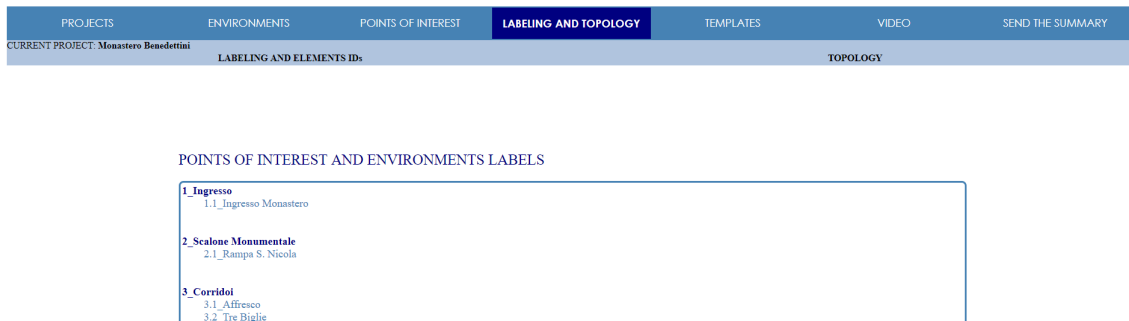 PROJECTS ENVIRONMENTS POINTS OF INTEREST LABELING AND TOPOLOGY TEMPLATES VIDEO SEND THE SUMMARY
CURRENT PROJECT: Monastero Benedettini
LABELING AND ELEMENTS IDs TOPOLOGY
POINTS OF INTEREST AND ENVIRONMENTS LABELS
1_Ingresso
1.1_Ingresso Monastero
2_Scalone Monumentale
2.1_Rampa S. Nicola
3_Corridoi
3.1_Affresco
3.2_Tre Biglie